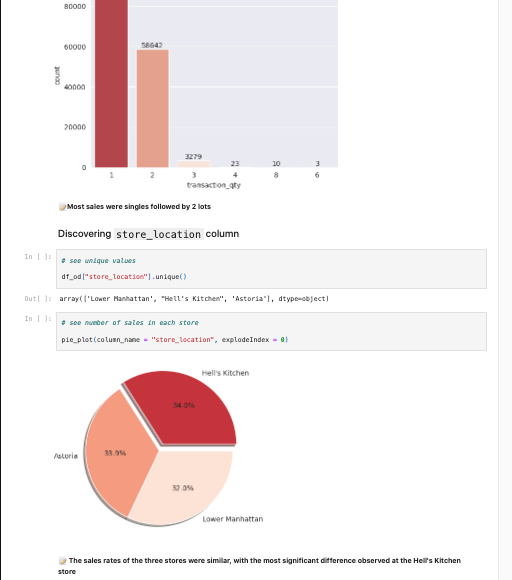 80000
60000
40000
20000
0
count
58642
3279
23
10
3
1 2 3 4 8 6
transaction_qty
📝Most sales were singles followed by 2 lots
Discovering store_location column
In [ ]:
# see unique values
df_od["store_location"].unique()
Out[ ]: array(['Lower Manhattan', "Hell's Kitchen", 'Astoria'], dtype=object)
In [ ]:
# see number of sales in each store
pie_plot(column_name = "store_location", explodeIndex = 0)
Hell's Kitchen
34.0%
Astoria
33.9%
32.0%
Lower Manhattan
📝 The sales rates of the three stores were similar, with the most significant difference observed at the Hell's Kitchen
store